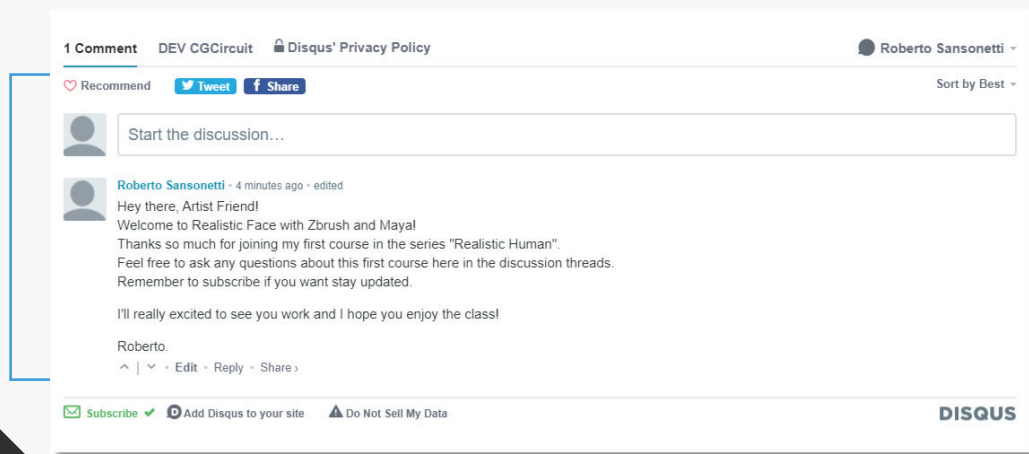 1 Comment DEV CGCircuit Disqus' Privacy Policy Roberto Sansonetti
Recommend Tweet f Share Sort by Best
Start the discussion…
Roberto Sansonetti • 4 minutes ago • edited
Hey there, Artist Friend!
Welcome to Realistic Face with Zbrush and Maya!
Thanks so much for joining my first course in the series "Realistic Human".
Feel free to ask any questions about this first course here in the discussion threads.
Remember to subscribe if you want stay updated.
I'll really excited to see you work and I hope you enjoy the class!
Roberto.
Edit • Reply • Share ›
Subscribe D Add Disqus to your site Do Not Sell My Data DISQUS